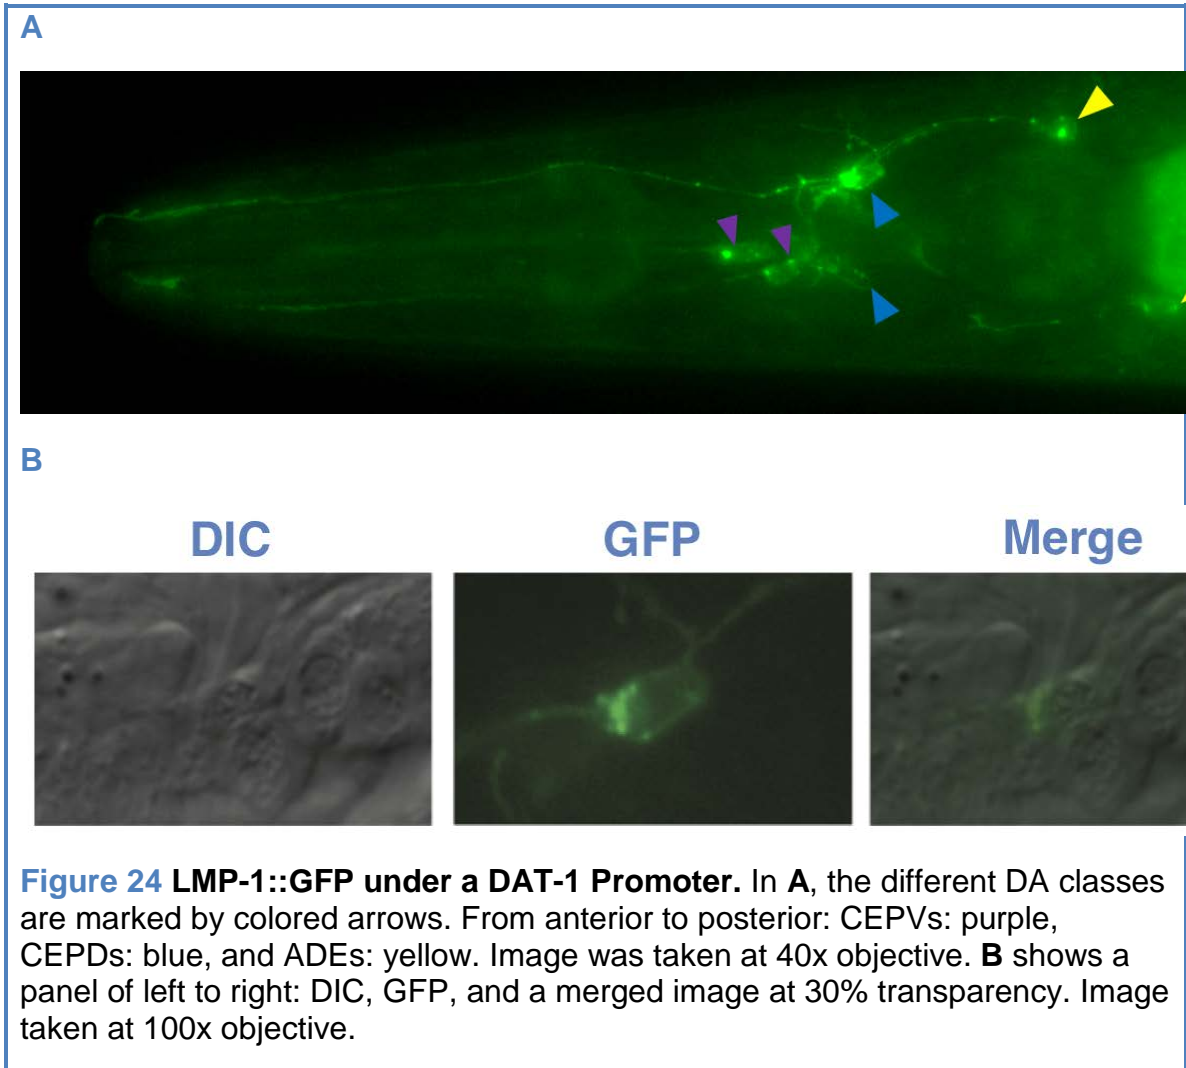 A
B
DIC GFP Merge
Figure 24 LMP-1::GFP under a DAT-1 Promoter. In A, the different DA classes
are marked by colored arrows. From anterior to posterior: CEPVs: purple,
CEPDs: blue, and ADEs: yellow. Image was taken at 40x objective. B shows a
panel of left to right: DIC, GFP, and a merged image at 30% transparency. Image
taken at 100x objective.